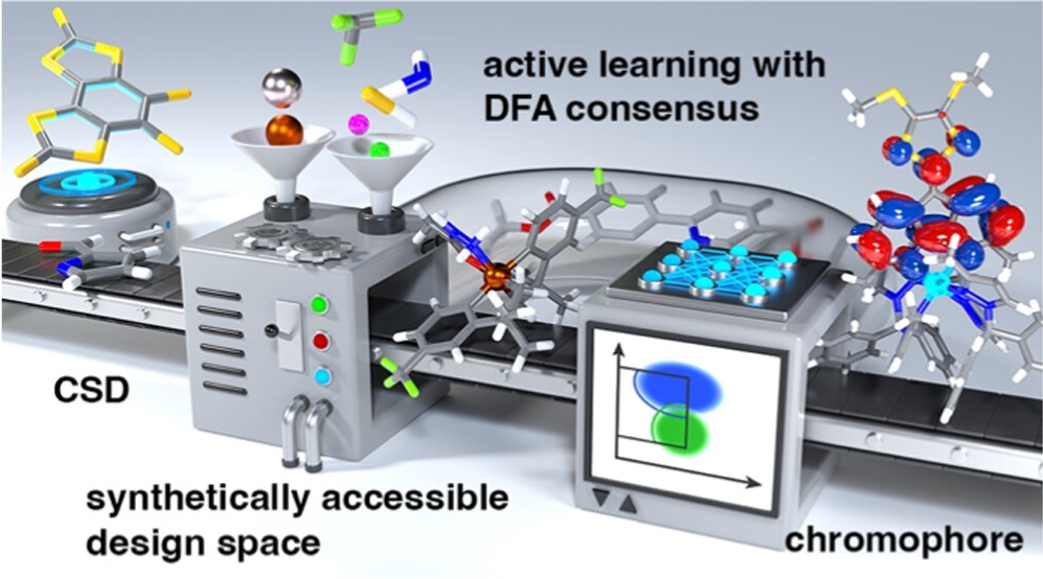 active learning with
DFA consensus
CSD
synthetically accessible
design space
chromophore